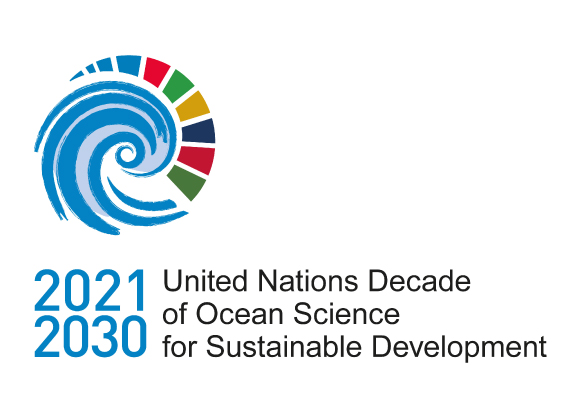 2021
2030
United Nations Decade
of Ocean Science
for Sustainable Development